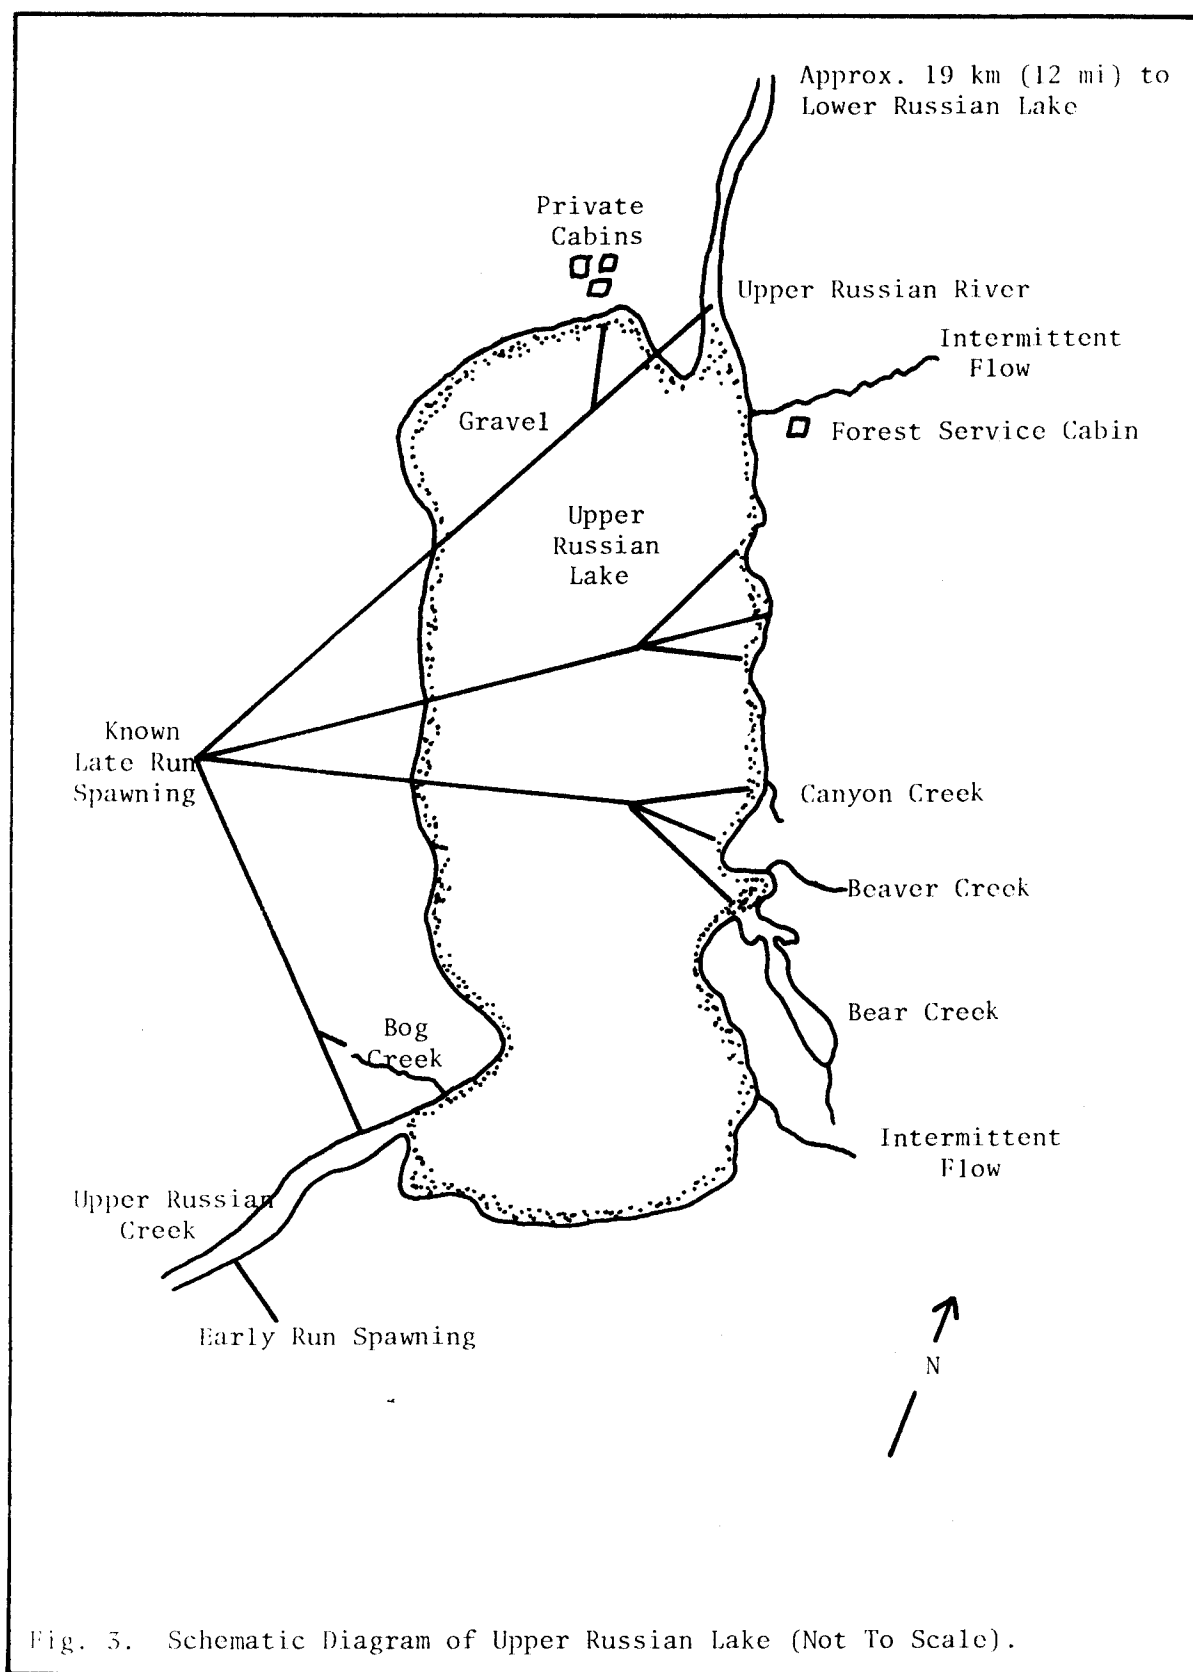 Approx. 19 km (12 mi) to
Lower Russian Lake
Private
Cabins
Upper Russian River
Intermittent
Flow
Gravel
Forest Service Cabin
Upper
Russian
Lake
Known
Late Run
Spawning
Canyon Creek
Beaver Creek
Bear Creek
Bog
Creek
Intermittent
Flow
Upper Russian
Creek
Early Run Spawning
N
Fig. 3. Schematic Diagram of Upper Russian Lake (Not To Scale).